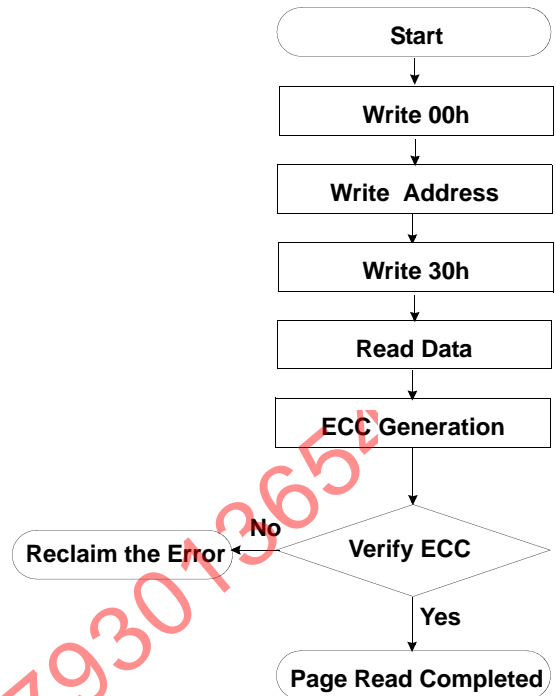 Start
Write 00h
Write Address
Write 30h
Read Data
ECC Generation
Verify ECC
No
Reclaim the Error
Yes
Page Read Completed